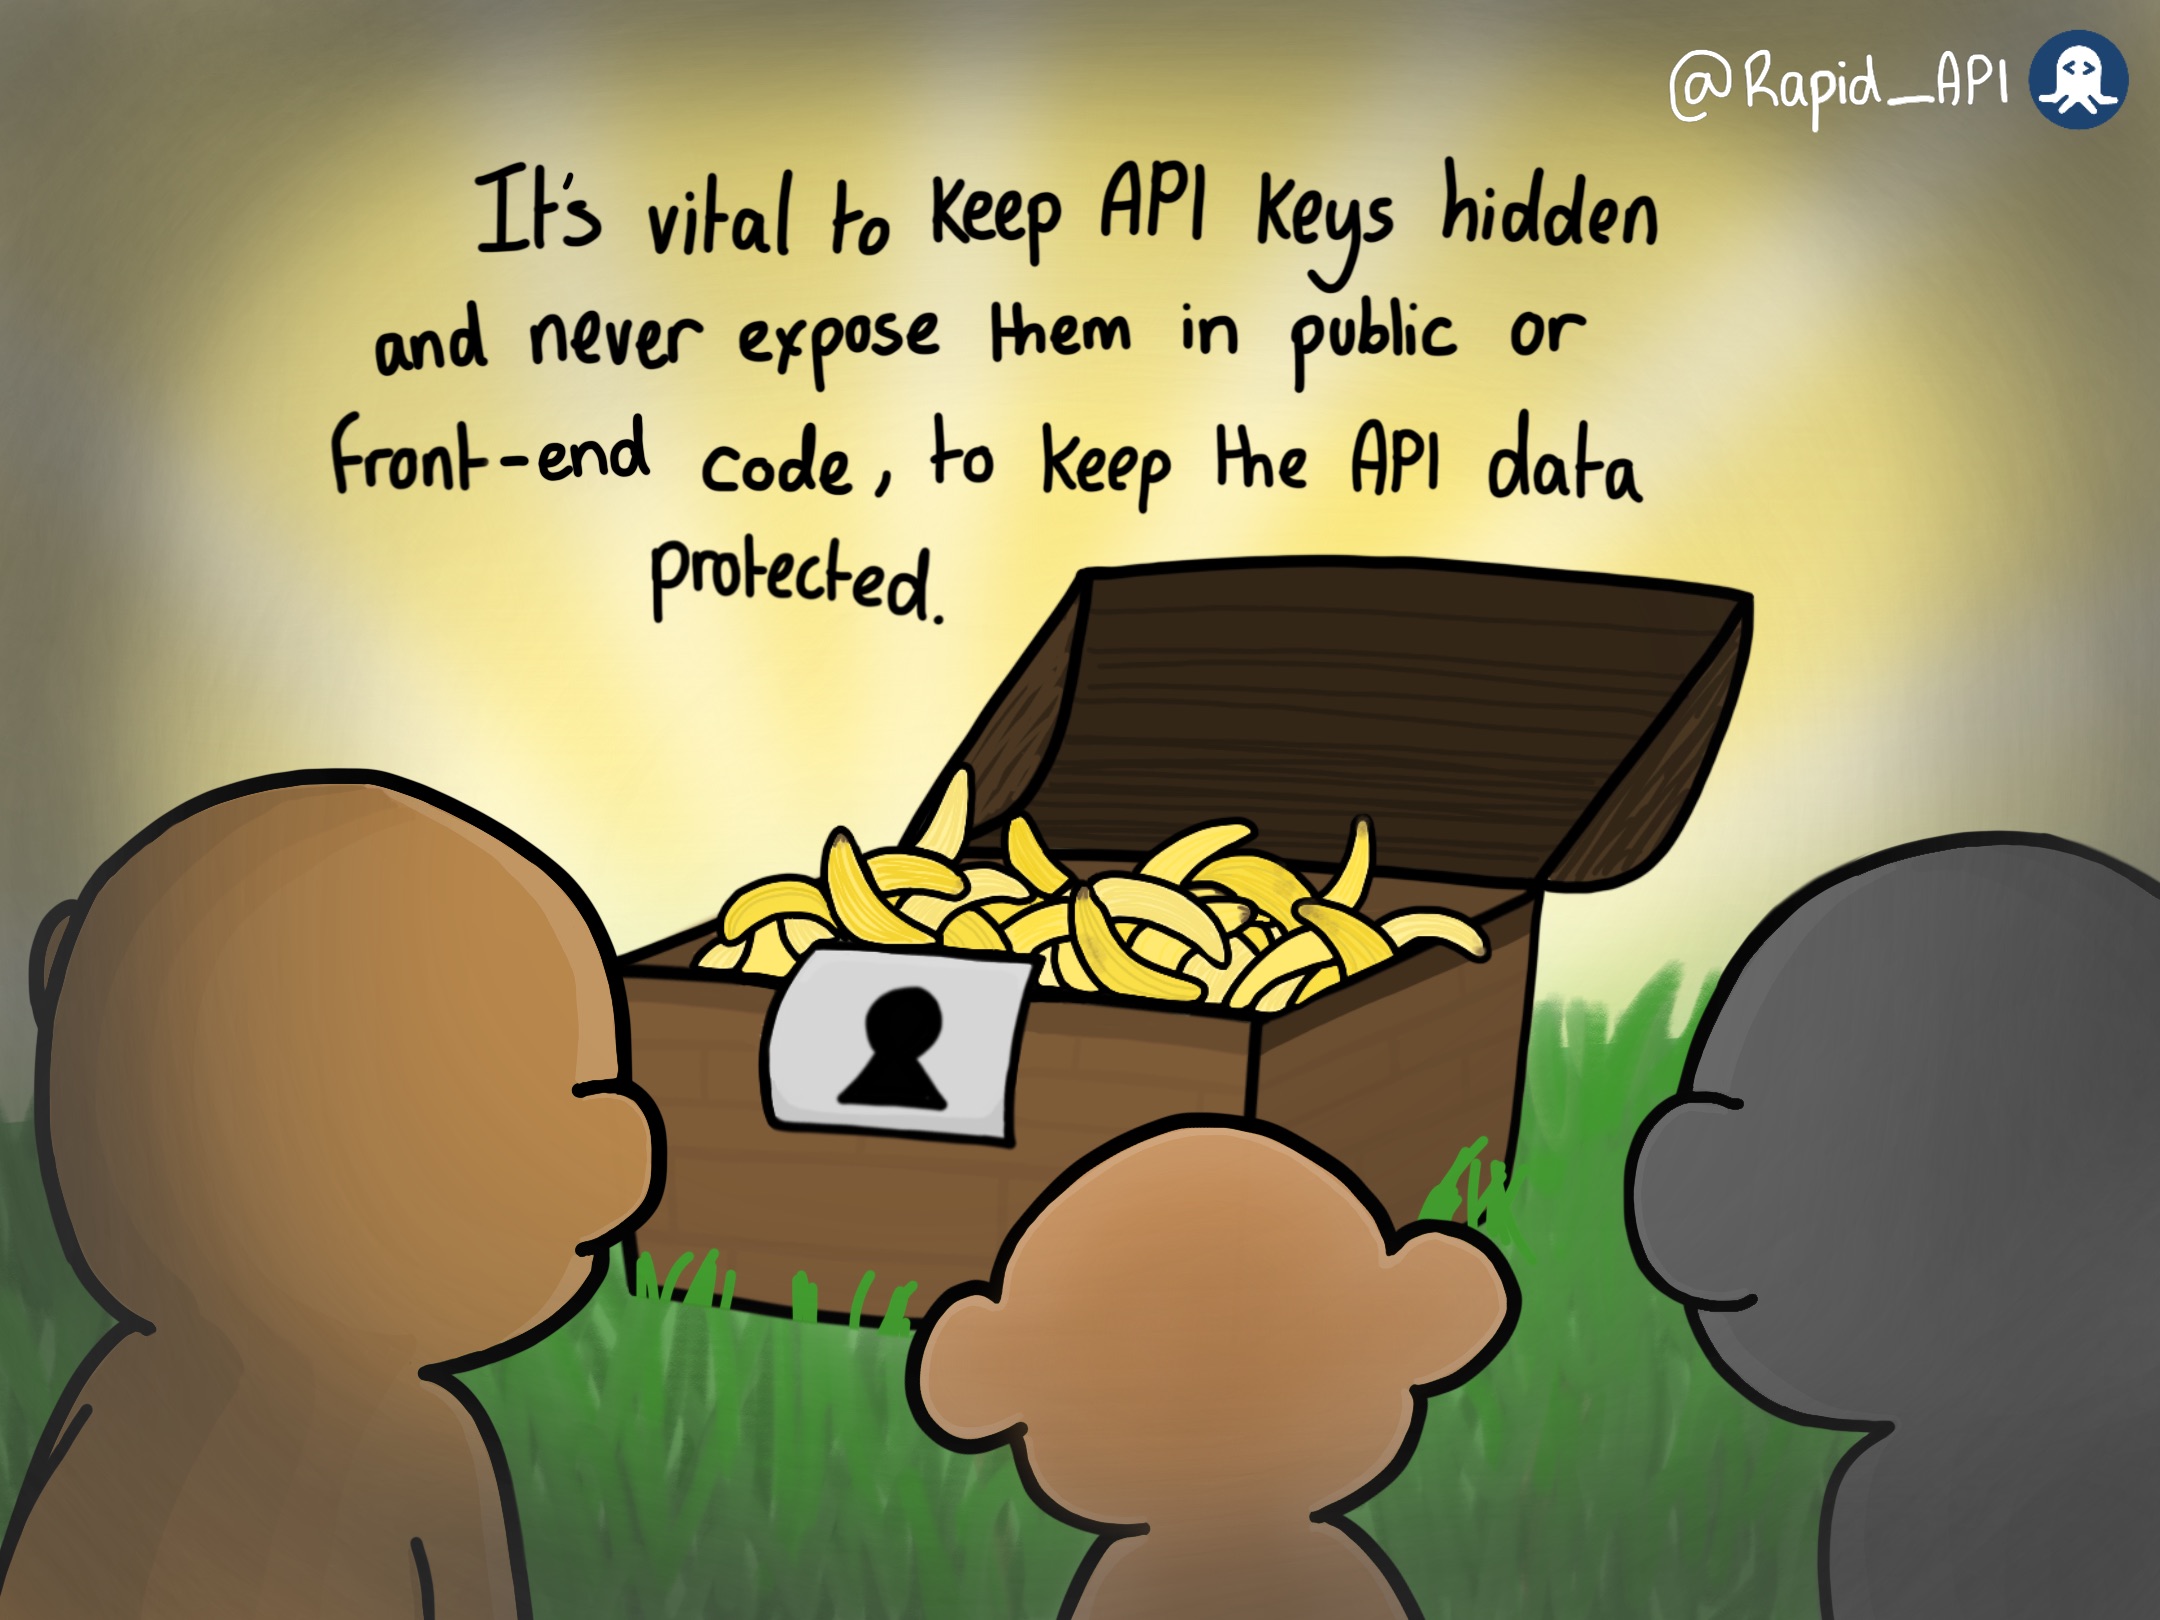 @Rapid_API
It's vital to keep API keys hidden
and never expose them in public or
front-end code, to keep the API data
protected.